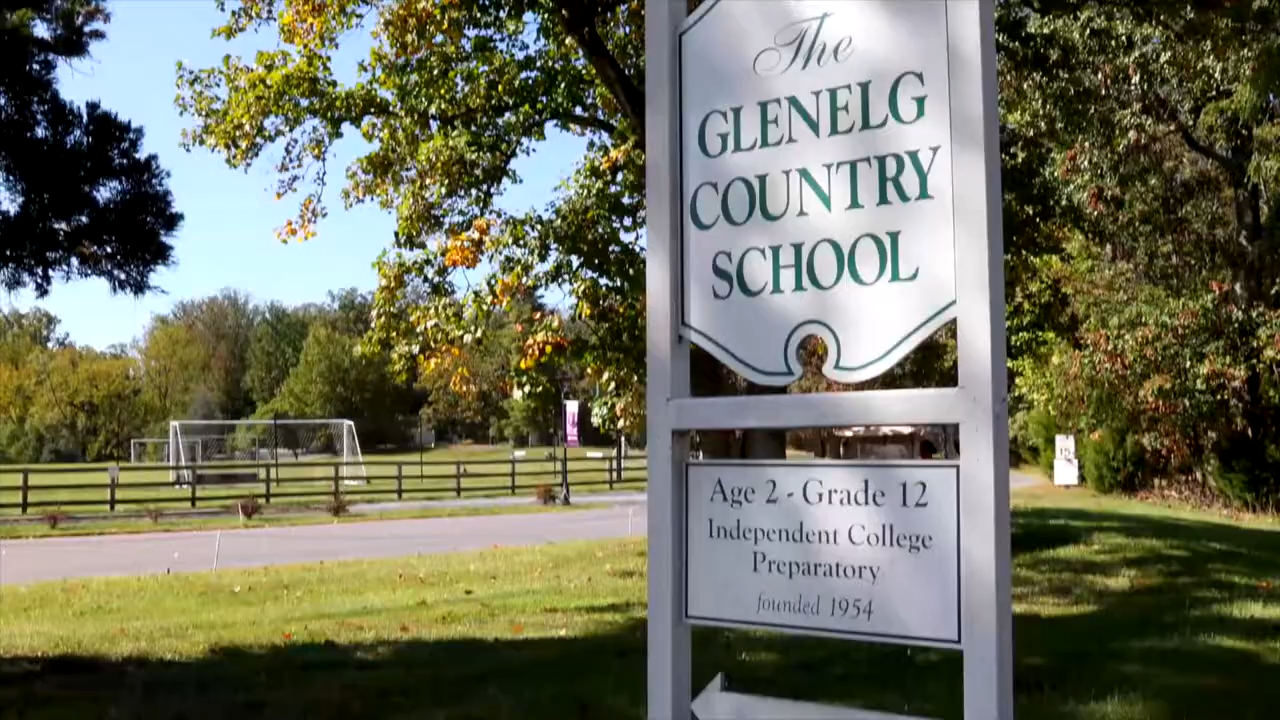 The
GLENELG
COUNTRY
SCHOOL
Age 2 - Grade 12
Independent College
Preparatory
founded 1954